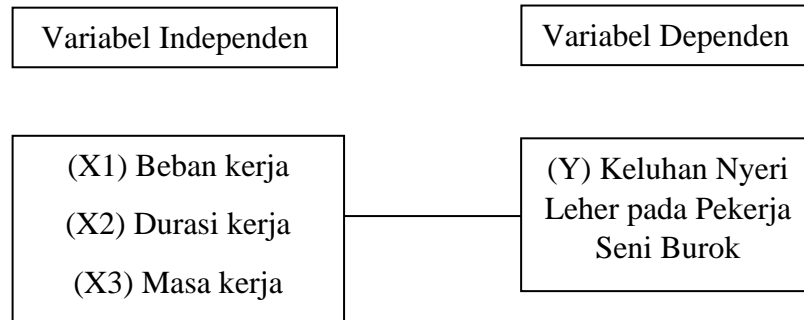 Variabel Independen
Variabel Dependen
(X1) Beban kerja
(X2) Durasi kerja
(X3) Masa kerja
(Y) Keluhan Nyeri
Leher pada Pekerja
Seni Burok